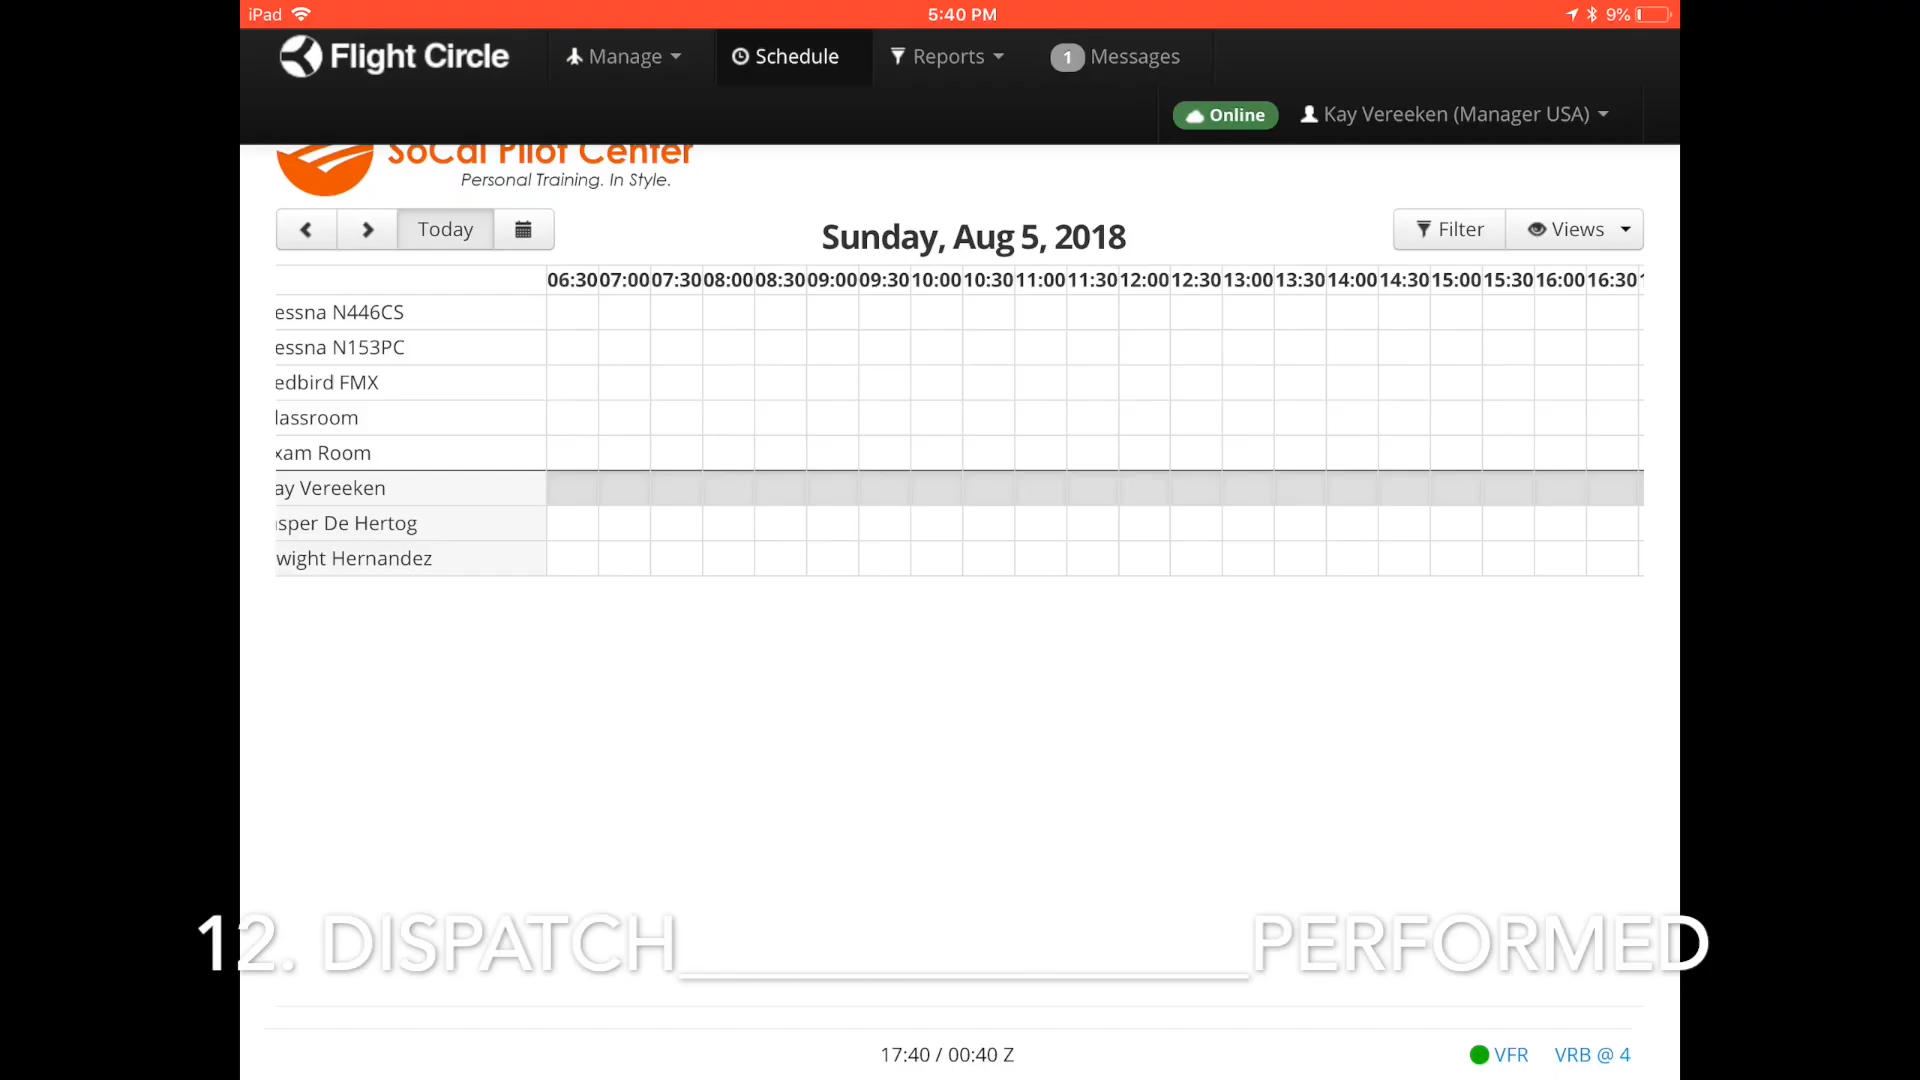 iPad 5:40 PM 9%
Flight Circle Manage Schedule Reports 1 Messages
Online Kay Vereeken (Manager USA)
SoCal Pilot Center
Personal Training. In Style.
Today Sunday, Aug 5, 2018 Filter Views
06:30 07:00 07:30 08:00 08:30 09:00 09:30 10:00 10:30 11:00 11:30 12:00 12:30 13:00 13:30 14:00 14:30 15:00 15:30 16:00 16:30
essna N446CS
essna N153PC
edbird FMX
lassroom
xam Room
ay Vereeken
sper De Hertog
wight Hernandez
12. DISPATCH_______________PERFORMED
17:40 / 00:40 Z VFR VRB @ 4